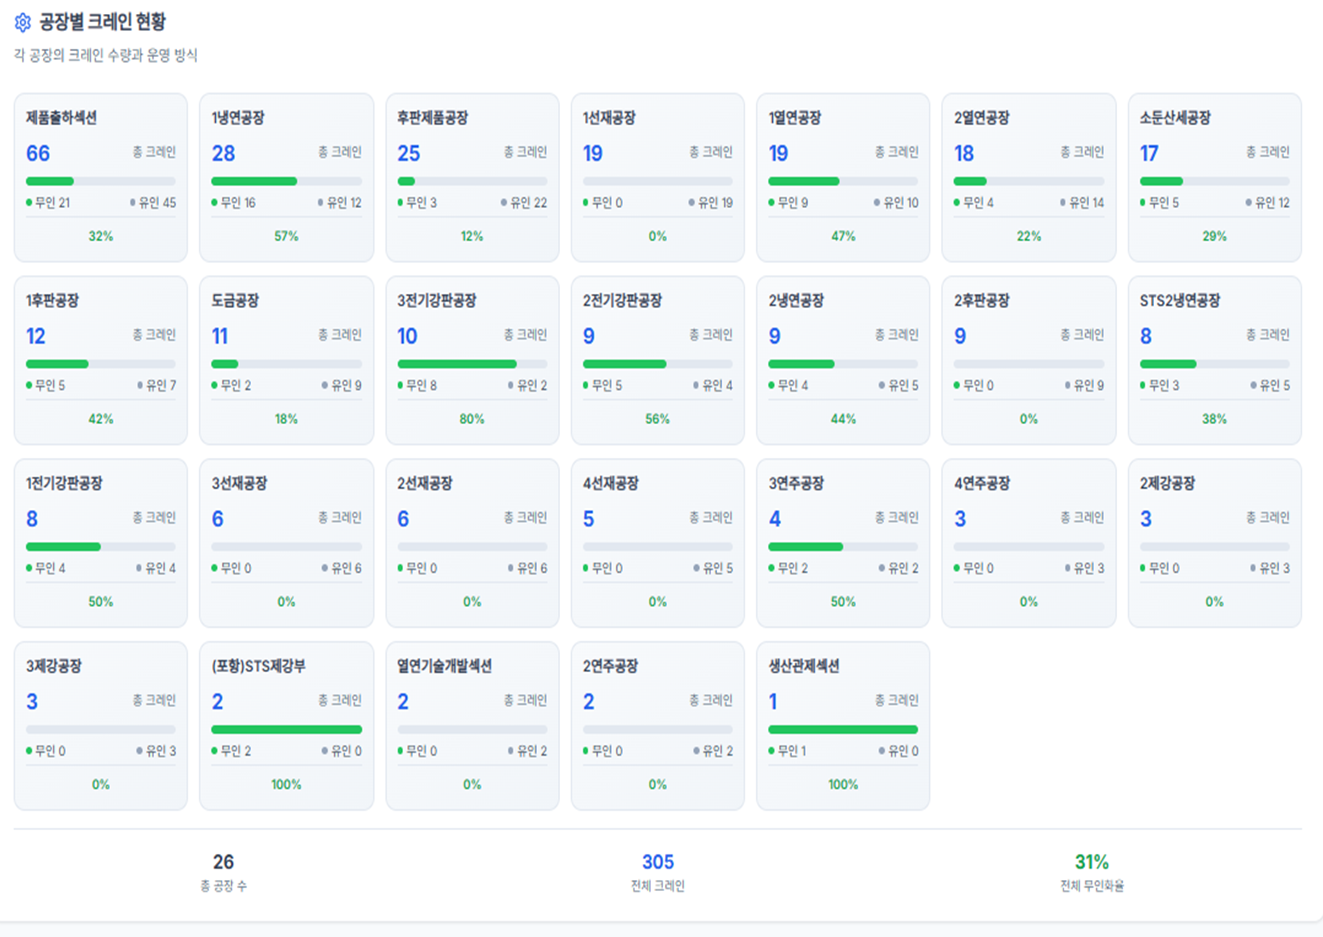 공장별 크레인 현황
각 공장의 크레인 수량과 운영 방식
제품출하섹션
66 총 크레인
무인 21 유인 45
32%
1냉연공장
28 총 크레인
무인 16 유인 12
57%
후판제품공장
25 총 크레인
무인 3 유인 22
12%
1선재공장
19 총 크레인
무인 0 유인 19
0%
1열연공장
19 총 크레인
무인 9 유인 10
47%
2열연공장
18 총 크레인
무인 4 유인 14
22%
소둔산세공장
17 총 크레인
무인 5 유인 12
29%
1후판공장
12 총 크레인
무인 5 유인 7
42%
도금공장
11 총 크레인
무인 2 유인 9
18%
3전기강판공장
10 총 크레인
무인 8 유인 2
80%
2전기강판공장
9 총 크레인
무인 5 유인 4
56%
2냉연공장
9 총 크레인
무인 4 유인 5
44%
2후판공장
9 총 크레인
무인 0 유인 9
0%
STS2냉연공장
8 총 크레인
무인 3 유인 5
38%
1전기강판공장
8 총 크레인
무인 4 유인 4
50%
3선재공장
6 총 크레인
무인 0 유인 6
0%
2선재공장
6 총 크레인
무인 0 유인 6
0%
4선재공장
5 총 크레인
무인 0 유인 5
0%
3연주공장
4 총 크레인
무인 2 유인 2
50%
4연주공장
3 총 크레인
무인 0 유인 3
0%
2제강공장
3 총 크레인
무인 0 유인 3
0%
3제강공장
3 총 크레인
무인 0 유인 3
0%
(포항)STS제강부
2 총 크레인
무인 2 유인 0
100%
열연기술개발섹션
2 총 크레인
무인 0 유인 2
0%
2연주공장
2 총 크레인
무인 0 유인 2
0%
생산관제섹션
1 총 크레인
무인 1 유인 0
100%
26
총 공장 수
305
전체 크레인
31%
전체 무인화율